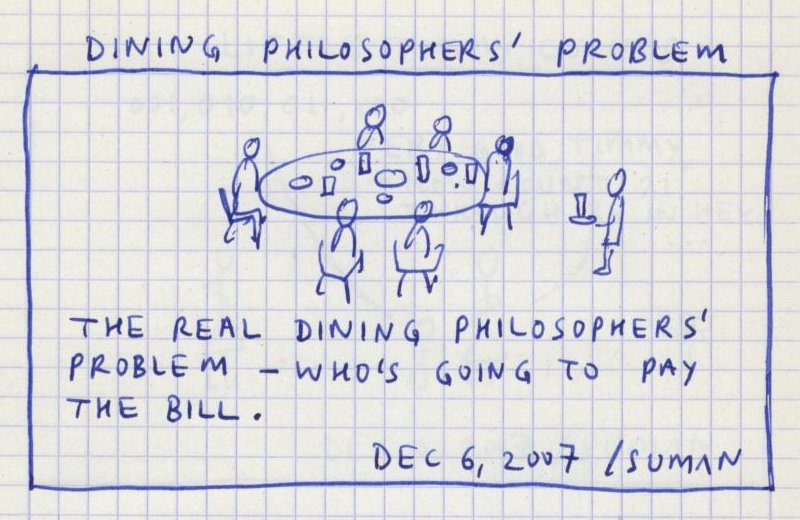 DINING PHILOSOPHERS' PROBLEM
THE REAL DINING PHILOSOPHERS'
PROBLEM – WHO'S GOING TO PAY
THE BILL.
DEC 6, 2007 /SUMAN